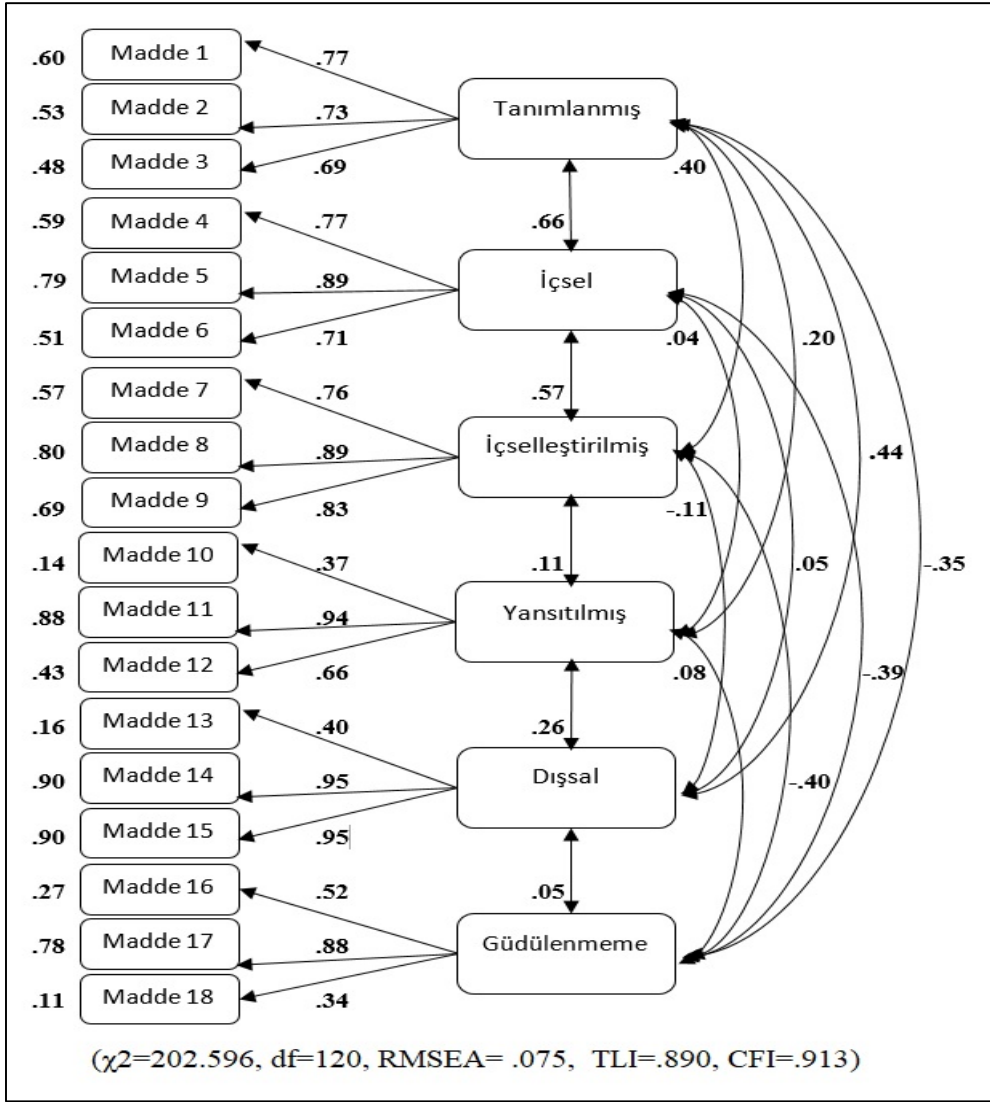 .60 Madde 1 .77
Tanımlanmış
.53 Madde 2 .73
.48 Madde 3 .69 .40
.59 Madde 4 .77 .66
İçsel
.79 Madde 5 .89
.51 Madde 6 .71 .04 .20
.57 Madde 7 .76 .57
İçselleştirilmiş .44
.80 Madde 8 .89
.69 Madde 9 .83 -.11
.14 Madde 10 .37 .11 .05 -.35
Yansıtılmış
.88 Madde 11 .94
.43 Madde 12 .66 .08 -.39
.16 Madde 13 .40 .26
Dışsal
.90 Madde 14 .95 -.40
.90 Madde 15 .95
.27 Madde 16 .52 .05
Güdülenmeme
.78 Madde 17 .88
.11 Madde 18 .34
(χ2=202.596, df=120, RMSEA= .075, TLI=.890, CFI=.913)